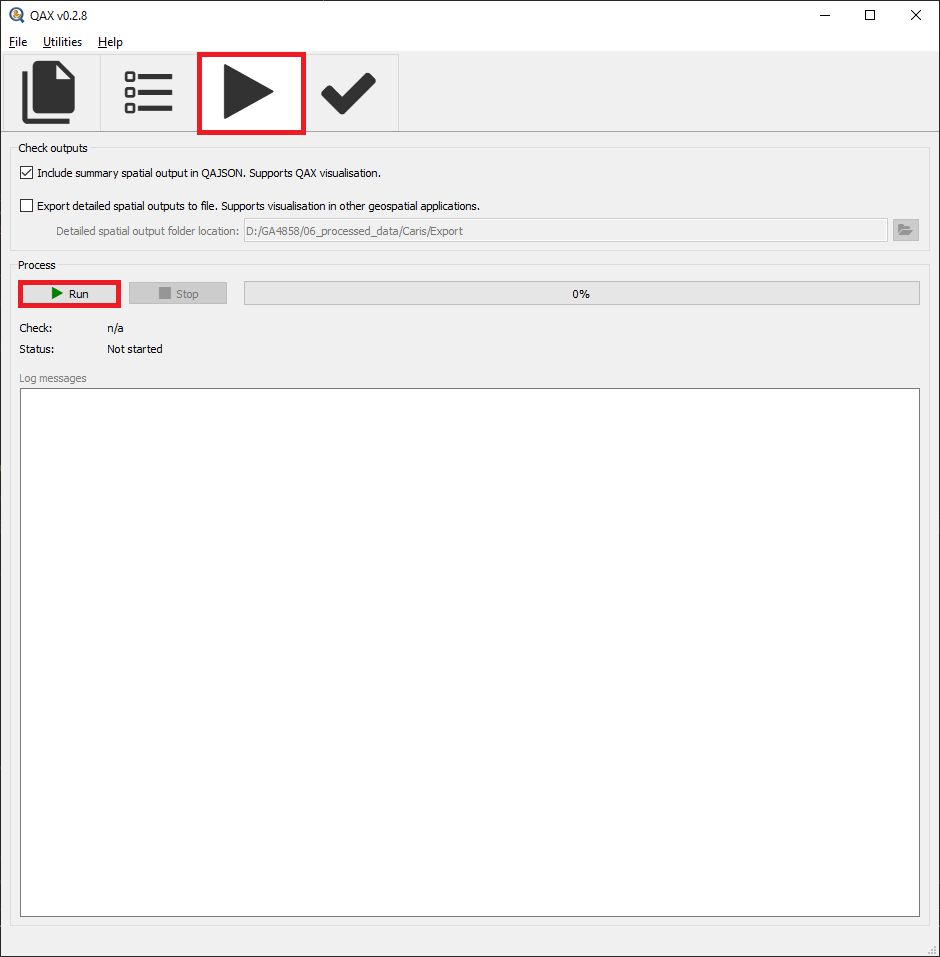 QAX v0.2.8
File Utilities Help
Check outputs
Include summary spatial output in QAJSON. Supports QAX visualisation.
Export detailed spatial outputs to file. Supports visualisation in other geospatial applications.
Detailed spatial output folder location: D:/GA4858/06_processed_data/Caris/Export
Process
Run Stop 0%
Check: n/a
Status: Not started
Log messages